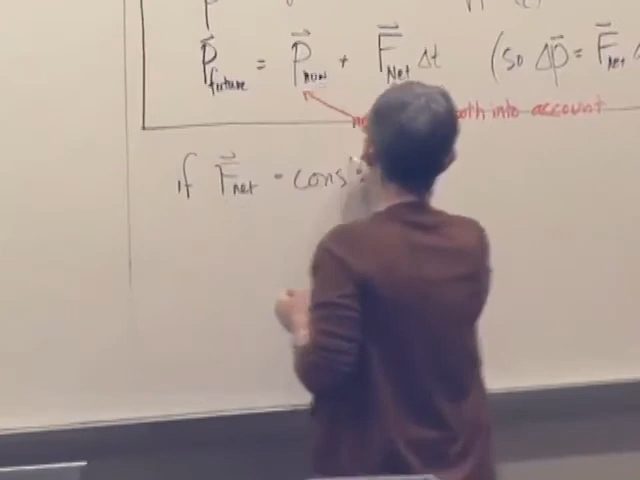 P⃗future = P⃗now + F⃗Net Δt (so Δp⃗ = F⃗net
both into account
if F⃗net = cons